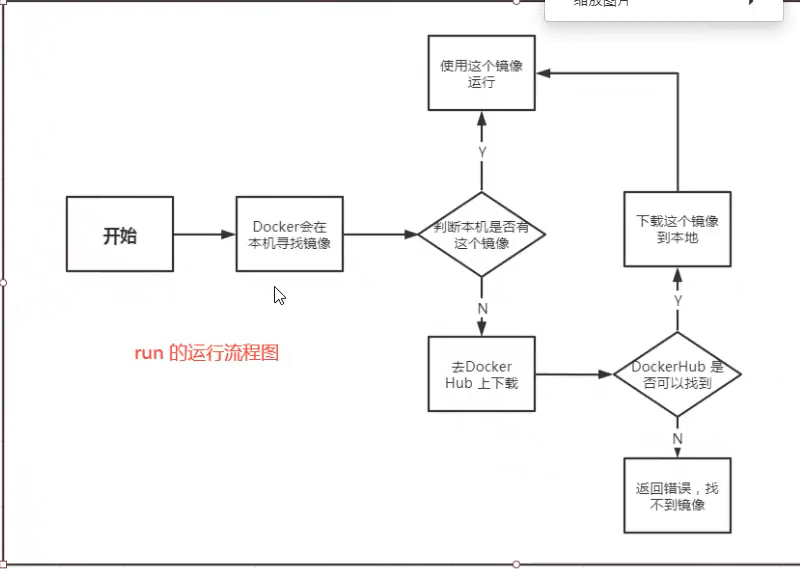 缩放图片
使用这个镜像
运行
Y
开始
Docker会在
本机寻找镜像
判断本机是否有
这个镜像
下载这个镜像
到本地
N
Y
run 的运行流程图
去Docker
Hub 上下载
DockerHub 是
否可以找到
N
返回错误，找
不到镜像